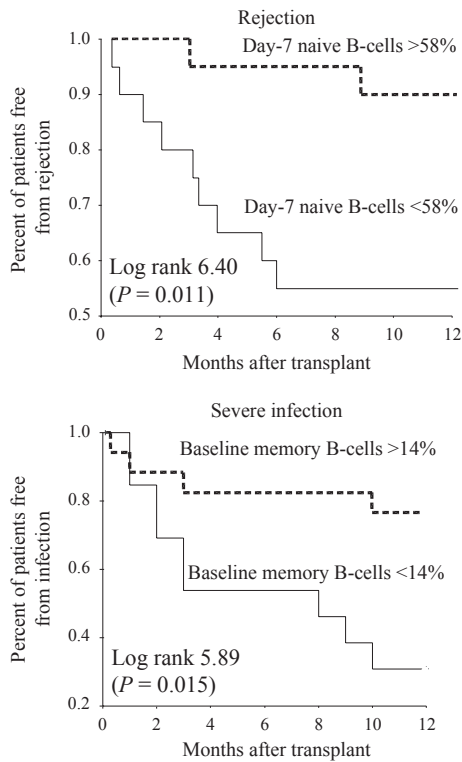 Rejection
Day-7 naive B-cells >58%
1.0
0.9
0.8
0.7
0.6
0.5
Percent of patients free
from rejection
Day-7 naive B-cells <58%
Log rank 6.40
(P = 0.011)
0 2 4 6 8 10 12
Months after transplant
Severe infection
Baseline memory B-cells >14%
1.0
0.8
0.6
0.4
0.2
Percent of patients free
from infection
Baseline memory B-cells <14%
Log rank 5.89
(P = 0.015)
0 2 4 6 8 10 12
Months after transplant